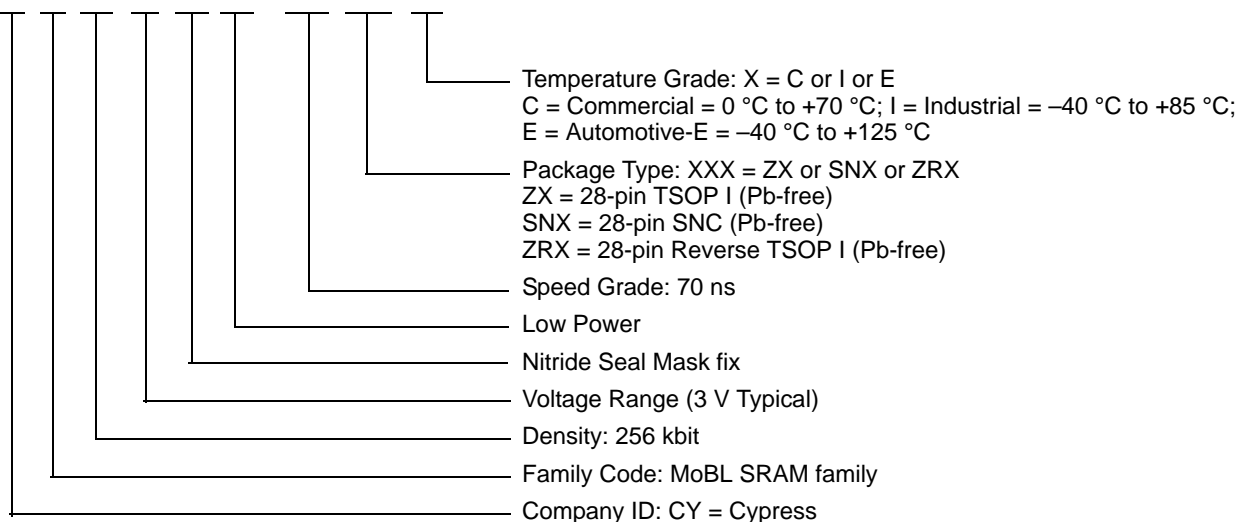 Temperature Grade: X = C or I or E
C = Commercial = 0 °C to +70 °C; I = Industrial = –40 °C to +85 °C;
E = Automotive-E = –40 °C to +125 °C
Package Type: XXX = ZX or SNX or ZRX
ZX = 28-pin TSOP I (Pb-free)
SNX = 28-pin SNC (Pb-free)
ZRX = 28-pin Reverse TSOP I (Pb-free)
Speed Grade: 70 ns
Low Power
Nitride Seal Mask fix
Voltage Range (3 V Typical)
Density: 256 kbit
Family Code: MoBL SRAM family
Company ID: CY = Cypress